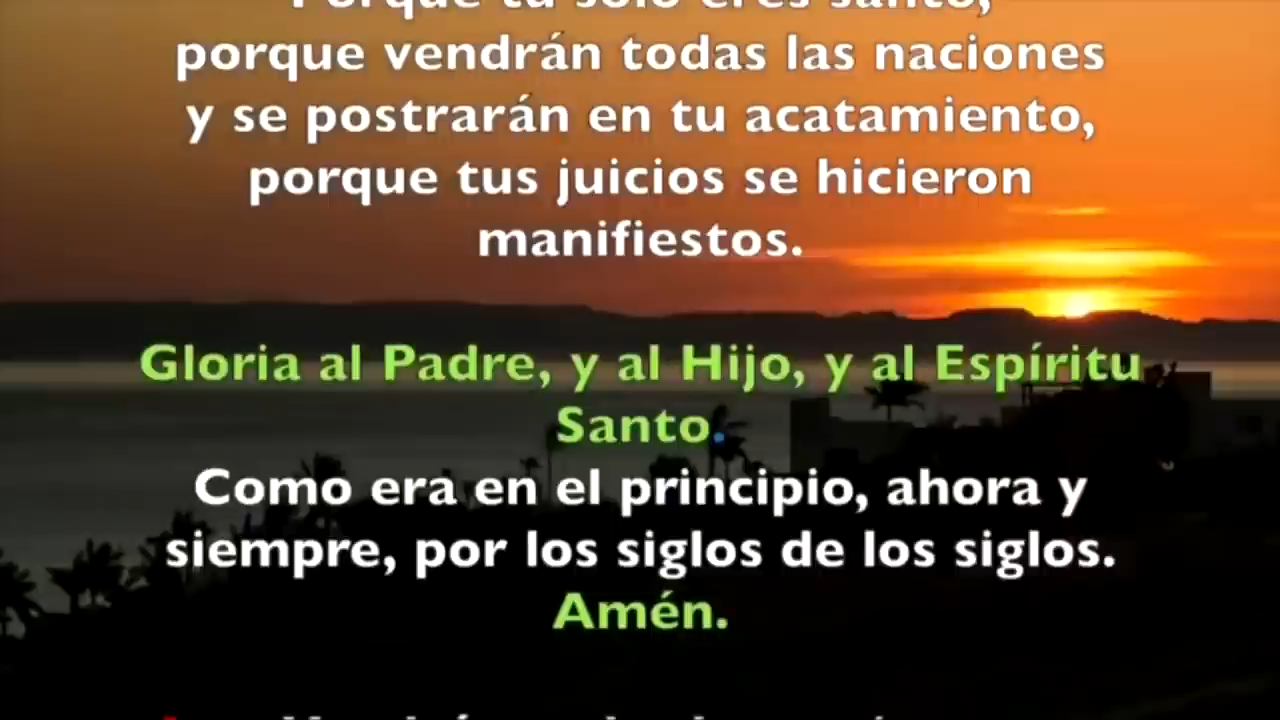 Porque tú solo eres santo,
porque vendrán todas las naciones
y se postrarán en tu acatamiento,
porque tus juicios se hicieron
manifiestos.
Gloria al Padre, y al Hijo, y al Espíritu
Santo.
Como era en el principio, ahora y
siempre, por los siglos de los siglos.
Amén.